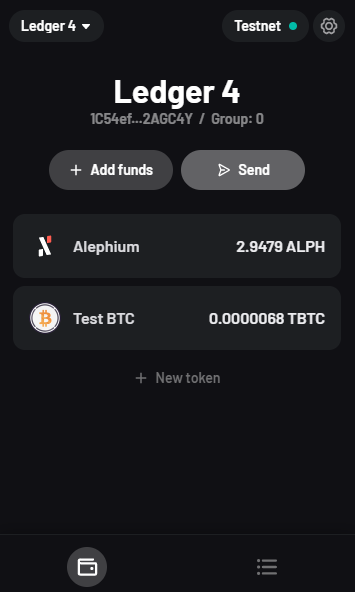 Ledger 4
Testnet
Ledger 4
1C54ef...2AGC4Y / Group: 0
Add funds
Send
Alephium
2.9479 ALPH
Test BTC
0.0000068 TBTC
New token